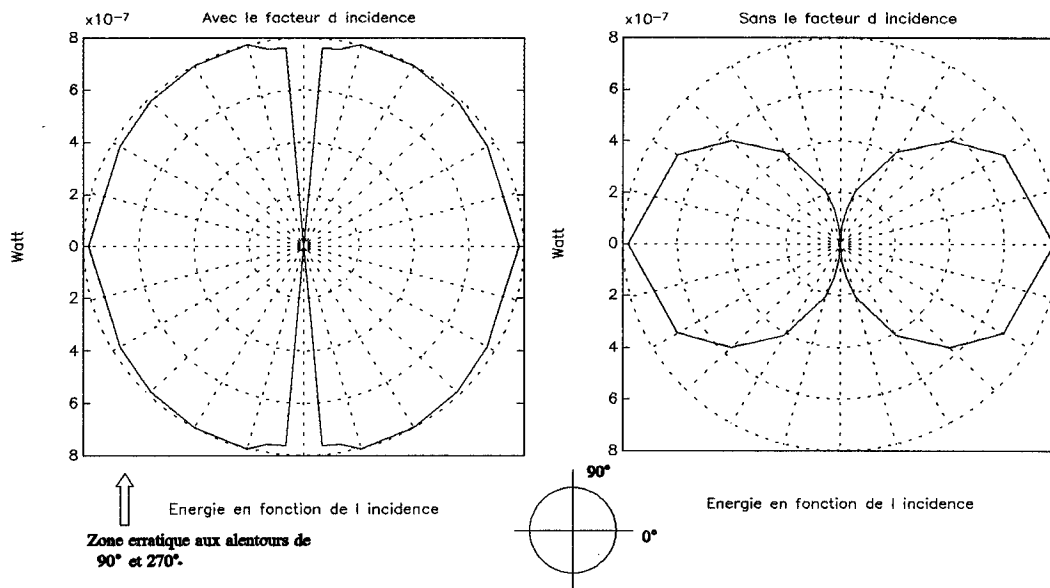 x10⁻⁷
Avec le facteur d incidence
8
6
4
2
0
2
4
6
8
Watt
Energie en fonction de l incidence
Zone erratique aux alentours de
90° et 270°.
x10⁻⁷
Sans le facteur d incidence
8
6
4
2
0
2
4
6
8
Watt
Energie en fonction de l incidence
90°
0°